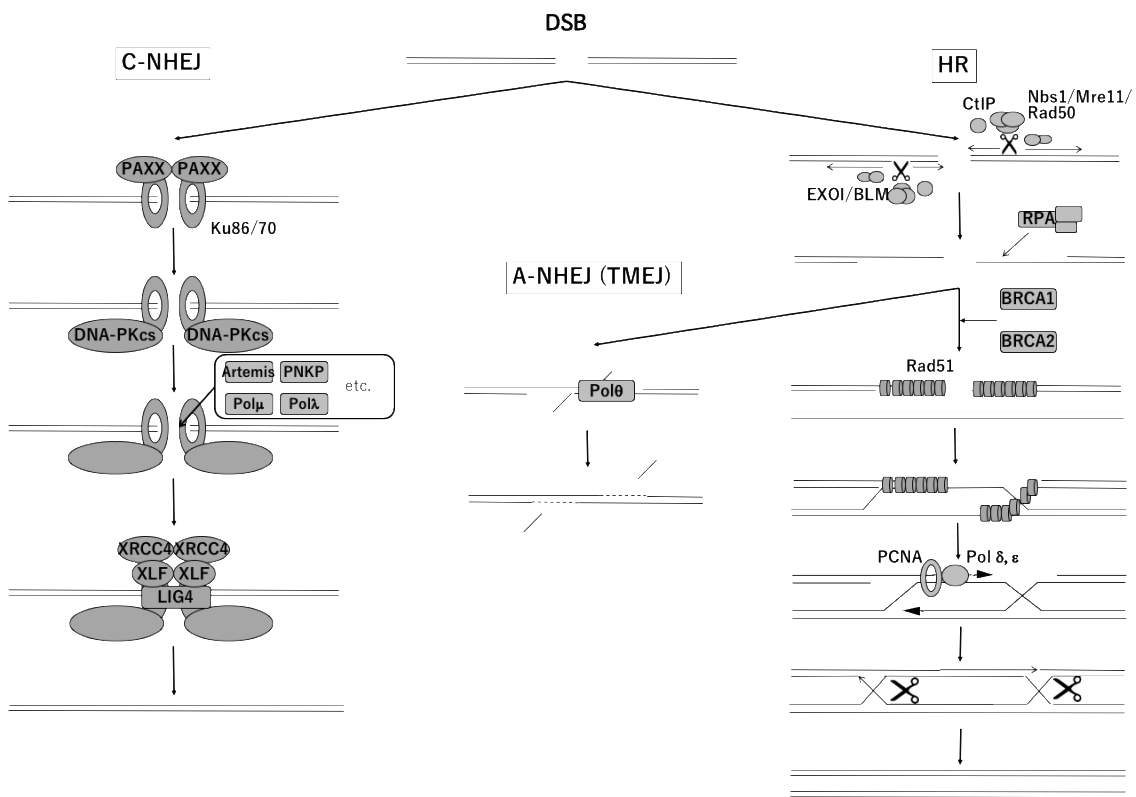 DSB
C-NHEJ
PAXX PAXX
Ku86/70
DNA-PKcs DNA-PKcs
Artemis PNKP
etc.
Polμ Polλ
XRCC4 XRCC4
XLF XLF
LIG4
A-NHEJ (TMEJ)
Polθ
HR
CtIP
Nbs1/Mre11/
Rad50
EXOI/BLM
RPA
BRCA1
BRCA2
Rad51
PCNA Pol δ, ε